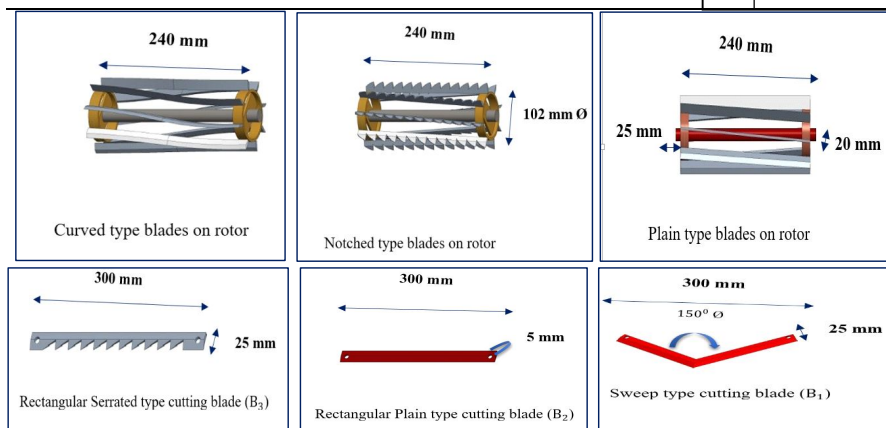 240 mm
Curved type blades on rotor
240 mm
102 mm Ø
Notched type blades on rotor
240 mm
25 mm
20 mm
Plain type blades on rotor
300 mm
25 mm
Rectangular Serrated type cutting blade (B₃)
300 mm
5 mm
Rectangular Plain type cutting blade (B₂)
300 mm
150⁰ Ø
25 mm
Sweep type cutting blade (B₁)